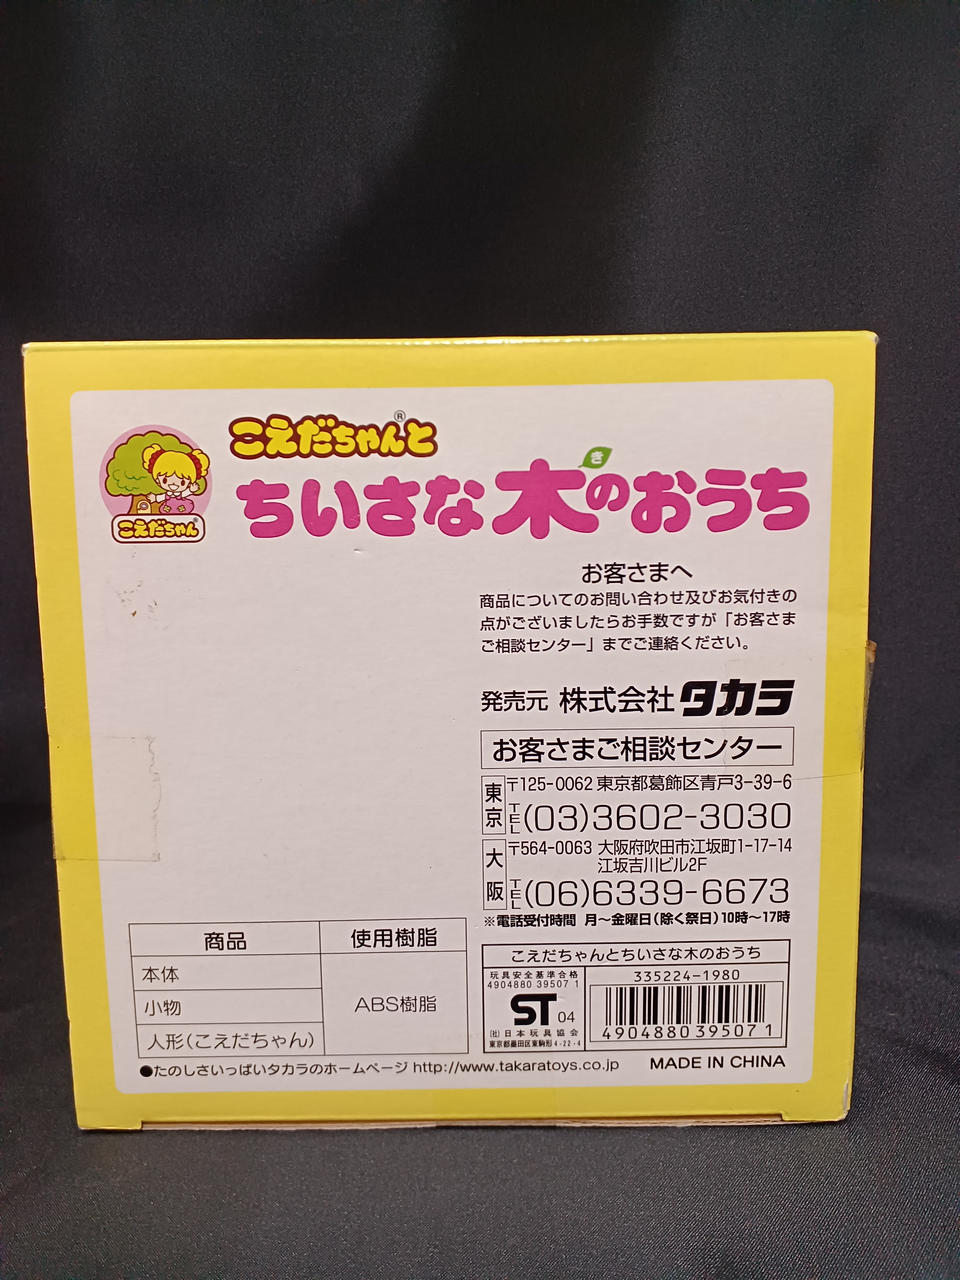 こえだちゃんと®
ちいさな木のおうち
き
こえだちゃん®
お客さまへ
商品についてのお問い合わせ及びお気付きの
点がございましたらお手数ですが「お客さま
ご相談センター」までご連絡ください。
発売元 株式会社タカラ
お客さまご相談センター
東京 〒125-0062 東京都葛飾区青戸3-39-6
TEL(03)3602-3030
大阪 〒564-0063 大阪府吹田市江坂町1-17-14
江坂吉川ビル2F
TEL(06)6339-6673
※電話受付時間 月〜金曜日(除く祭日)10時〜17時
商品 使用樹脂
本体
小物 ABS樹脂
人形(こえだちゃん)
こえだちゃんとちいさな木のおうち
玩具安全基準合格
4904880 39507 1
ST 04
(社)日本玩具協会
東京都墨田区東駒形4-22-4
335224-1980
4904880395071
●たのしさいっぱいタカラのホームページ http://www.takaratoys.co.jp
MADE IN CHINA